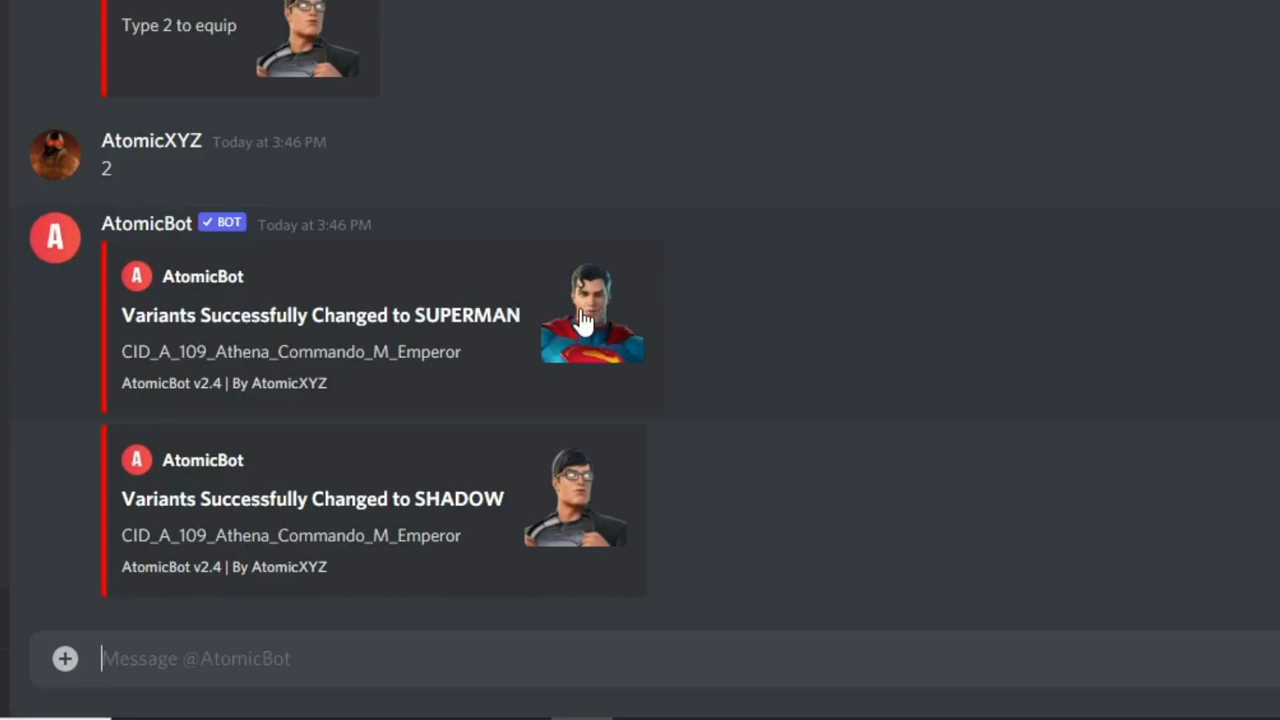 Type 2 to equip
AtomicXYZ Today at 3:46 PM
2
AtomicBot ✓ BOT Today at 3:46 PM
A AtomicBot
Variants Successfully Changed to SUPERMAN
CID_A_109_Athena_Commando_M_Emperor
AtomicBot v2.4 | By AtomicXYZ
A AtomicBot
Variants Successfully Changed to SHADOW
CID_A_109_Athena_Commando_M_Emperor
AtomicBot v2.4 | By AtomicXYZ
Message @AtomicBot